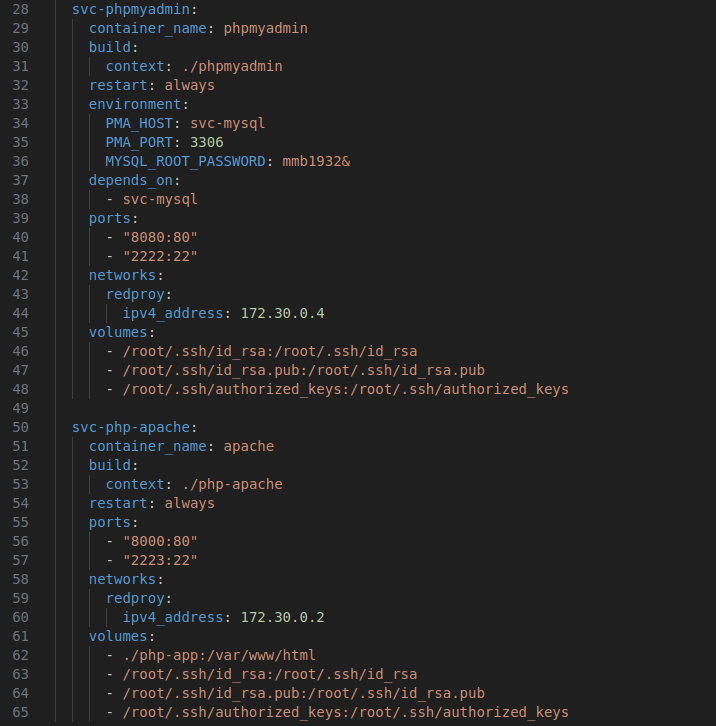 28 svc-phpmyadmin:
29 container_name: phpmyadmin
30 build:
31 context: ./phpmyadmin
32 restart: always
33 environment:
34 PMA_HOST: svc-mysql
35 PMA_PORT: 3306
36 MYSQL_ROOT_PASSWORD: mmb1932&
37 depends_on:
38 - svc-mysql
39 ports:
40 - "8080:80"
41 - "2222:22"
42 networks:
43 redproy:
44 ipv4_address: 172.30.0.4
45 volumes:
46 - /root/.ssh/id_rsa:/root/.ssh/id_rsa
47 - /root/.ssh/id_rsa.pub:/root/.ssh/id_rsa.pub
48 - /root/.ssh/authorized_keys:/root/.ssh/authorized_keys
49
50 svc-php-apache:
51 container_name: apache
52 build:
53 context: ./php-apache
54 restart: always
55 ports:
56 - "8000:80"
57 - "2223:22"
58 networks:
59 redproy:
60 ipv4_address: 172.30.0.2
61 volumes:
62 - ./php-app:/var/www/html
63 - /root/.ssh/id_rsa:/root/.ssh/id_rsa
64 - /root/.ssh/id_rsa.pub:/root/.ssh/id_rsa.pub
65 - /root/.ssh/authorized_keys:/root/.ssh/authorized_keys